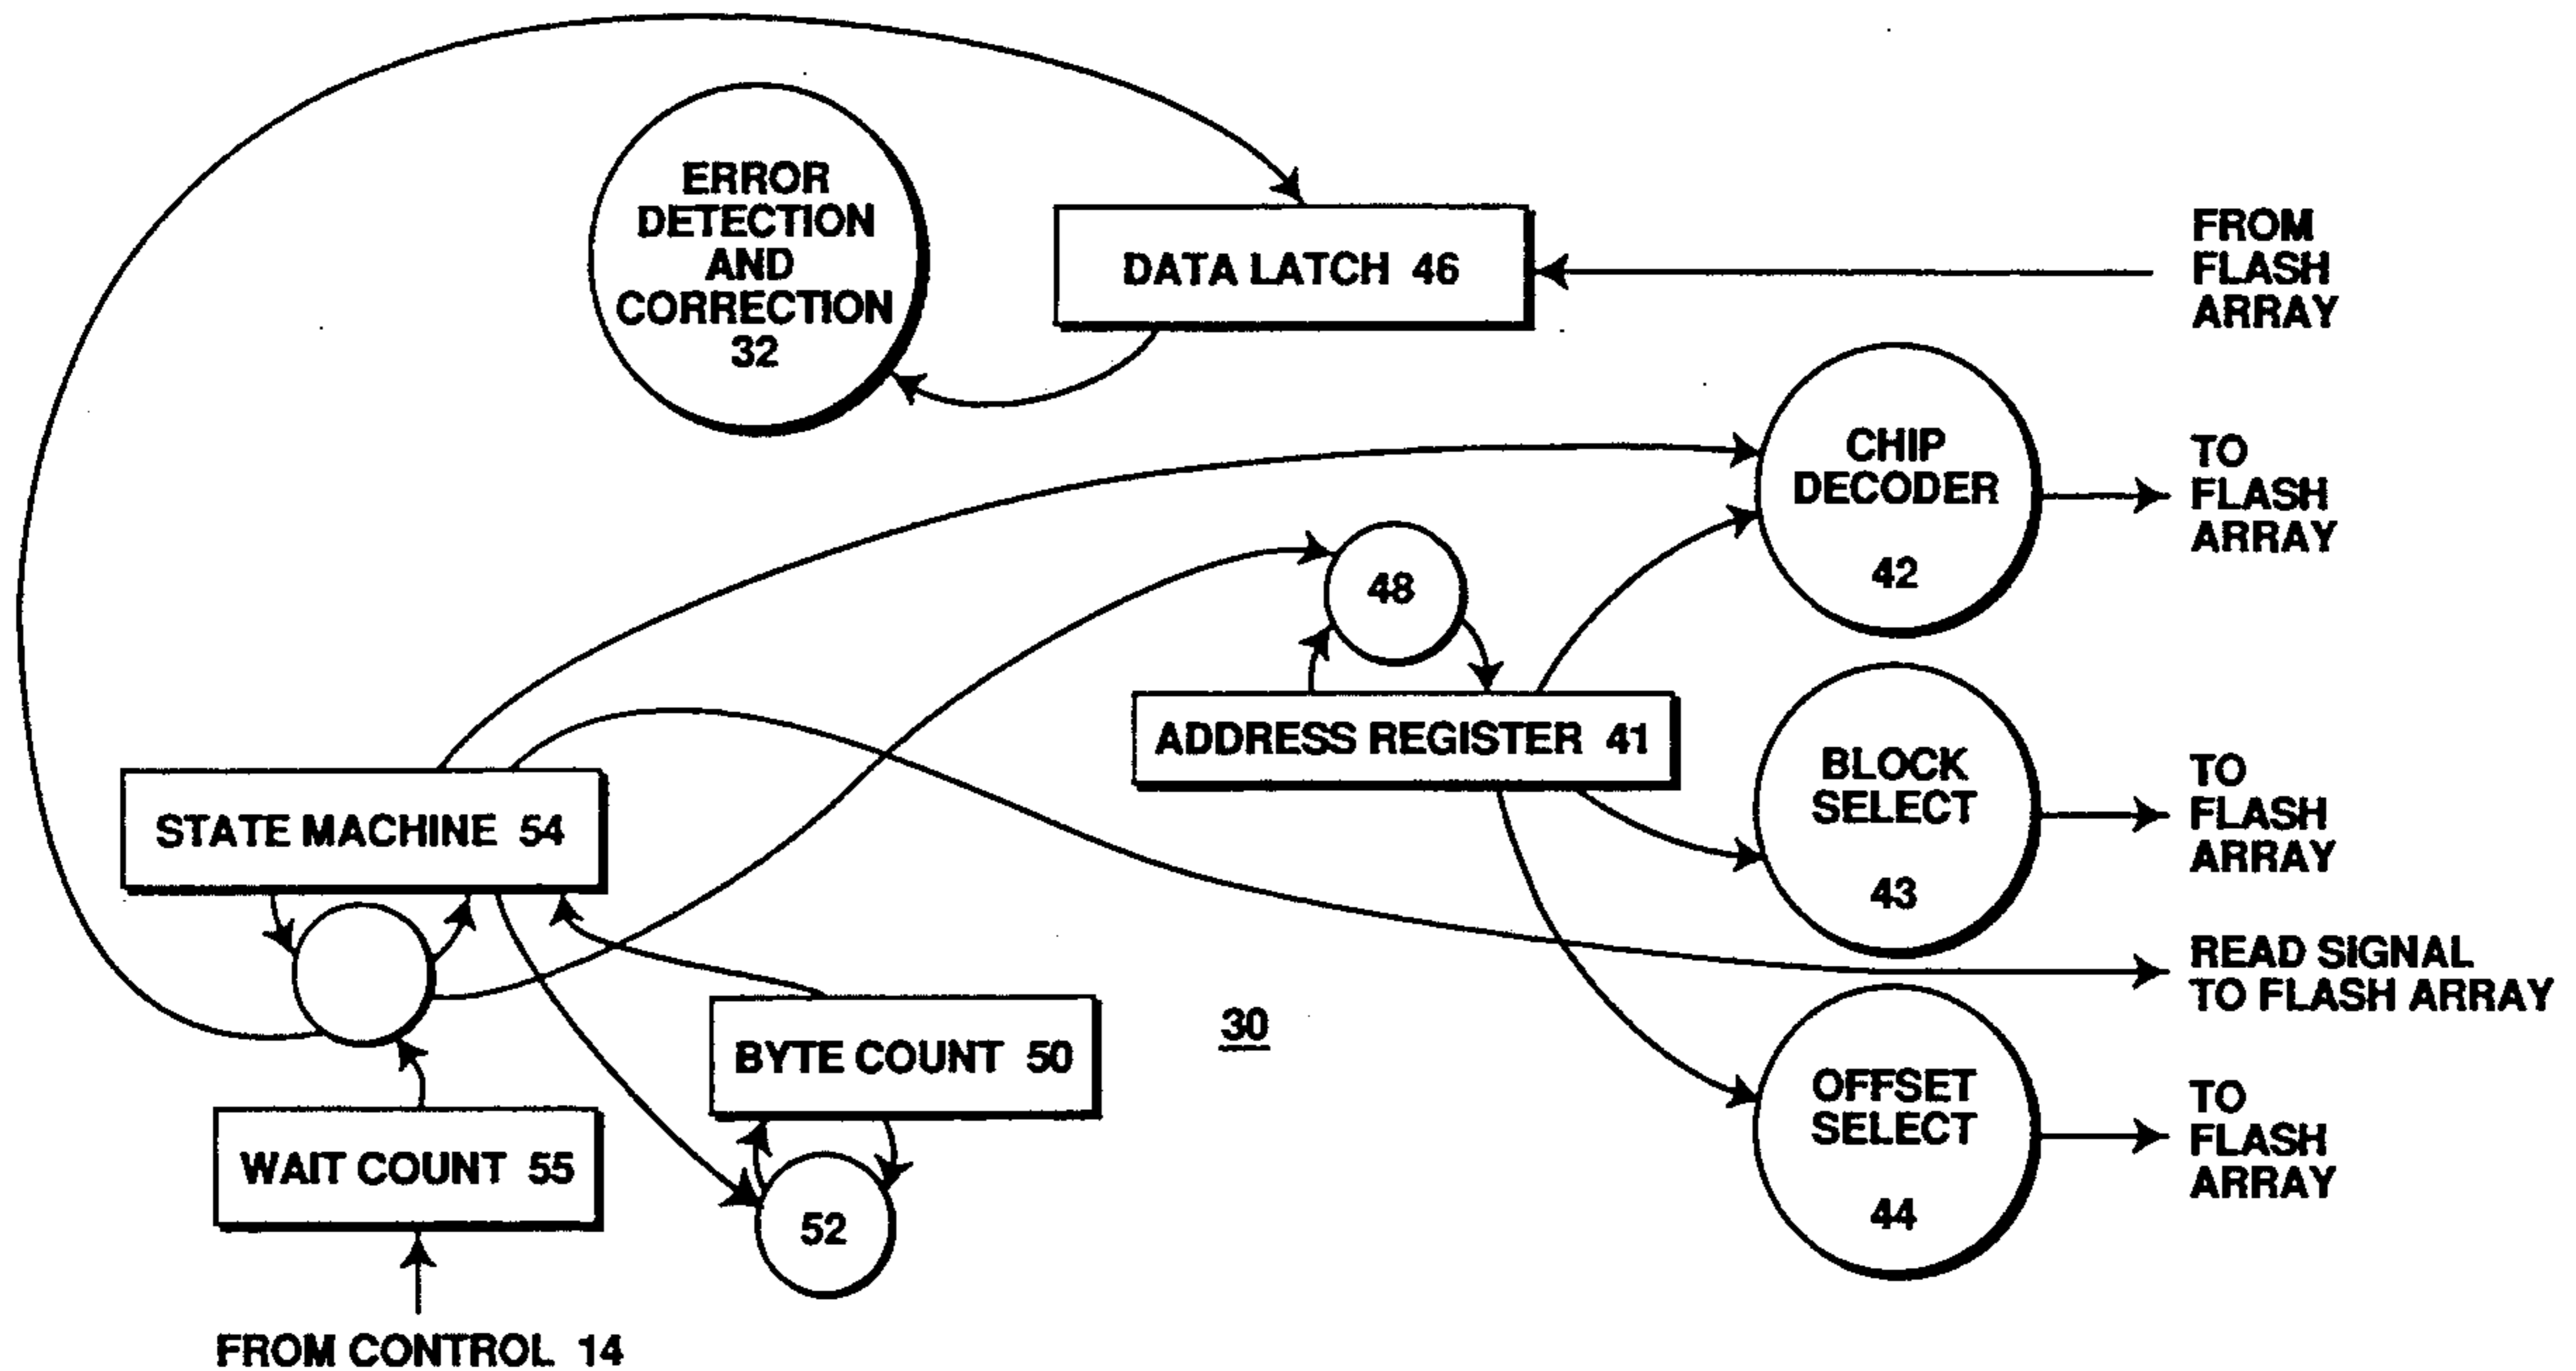 ERROR
DETECTION
AND
CORRECTION
32
DATA LATCH 46
FROM
FLASH
ARRAY
CHIP
DECODER
42
TO
FLASH
ARRAY
48
ADDRESS REGISTER 41
BLOCK
SELECT
43
TO
FLASH
ARRAY
STATE MACHINE 54
READ SIGNAL
TO FLASH ARRAY
30
BYTE COUNT 50
OFFSET
SELECT
44
TO
FLASH
ARRAY
WAIT COUNT 55
52
FROM CONTROL 14